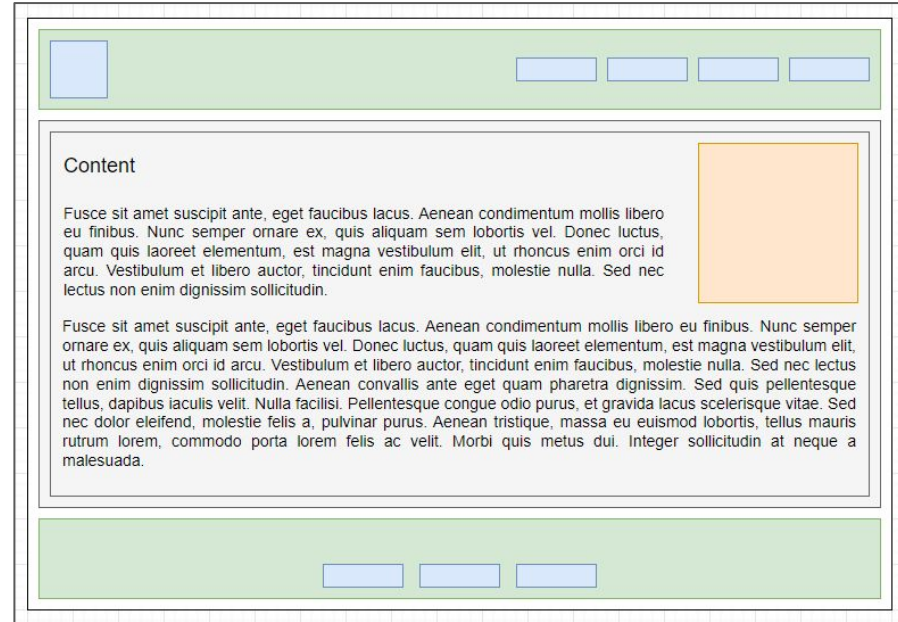 Content
Fusce sit amet suscipit ante, eget faucibus lacus. Aenean condimentum mollis libero
eu finibus. Nunc semper ornare ex, quis aliquam sem lobortis vel. Donec luctus,
quam quis laoreet elementum, est magna vestibulum elit, ut rhoncus enim orci id
arcu. Vestibulum et libero auctor, tincidunt enim faucibus, molestie nulla. Sed nec
lectus non enim dignissim sollicitudin.
Fusce sit amet suscipit ante, eget faucibus lacus. Aenean condimentum mollis libero eu finibus. Nunc semper
ornare ex, quis aliquam sem lobortis vel. Donec luctus, quam quis laoreet elementum, est magna vestibulum elit,
ut rhoncus enim orci id arcu. Vestibulum et libero auctor, tincidunt enim faucibus, molestie nulla. Sed nec lectus
non enim dignissim sollicitudin. Aenean convallis ante eget quam pharetra dignissim. Sed quis pellentesque
tellus, dapibus iaculis velit. Nulla facilisi. Pellentesque congue odio purus, et gravida lacus scelerisque vitae. Sed
nec dolor eleifend, molestie felis a, pulvinar purus. Aenean tristique, massa eu euismod lobortis, tellus mauris
rutrum lorem, commodo porta lorem felis ac velit. Morbi quis metus dui. Integer sollicitudin at neque a
malesuada.